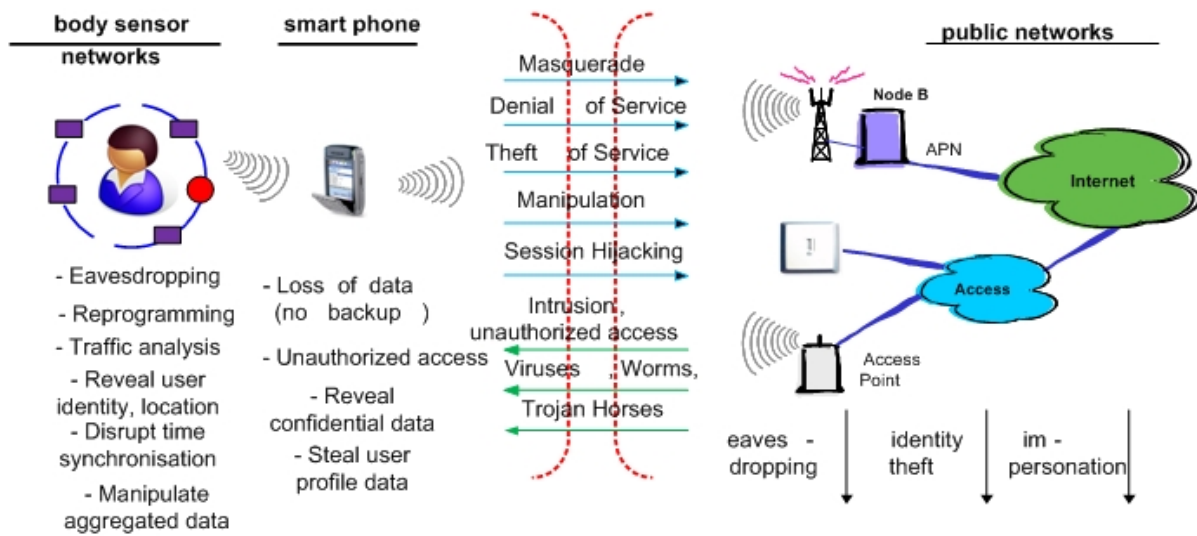 body sensor
networks
- Eavesdropping
- Reprogramming
- Traffic analysis
- Reveal user
identity, location
- Disrupt time
synchronisation
- Manipulate
aggregated data
smart phone
- Loss of data
(no backup )
- Unauthorized access
- Reveal
confidential data
- Steal user
profile data
Masquerade
Denial of Service
Theft of Service
Manipulation
Session Hijacking
Intrusion,
unauthorized access
Viruses , Worms,
Trojan Horses
public networks
Node B
APN
Internet
Access
Access
Point
eaves -
dropping
identity
theft
im -
personation